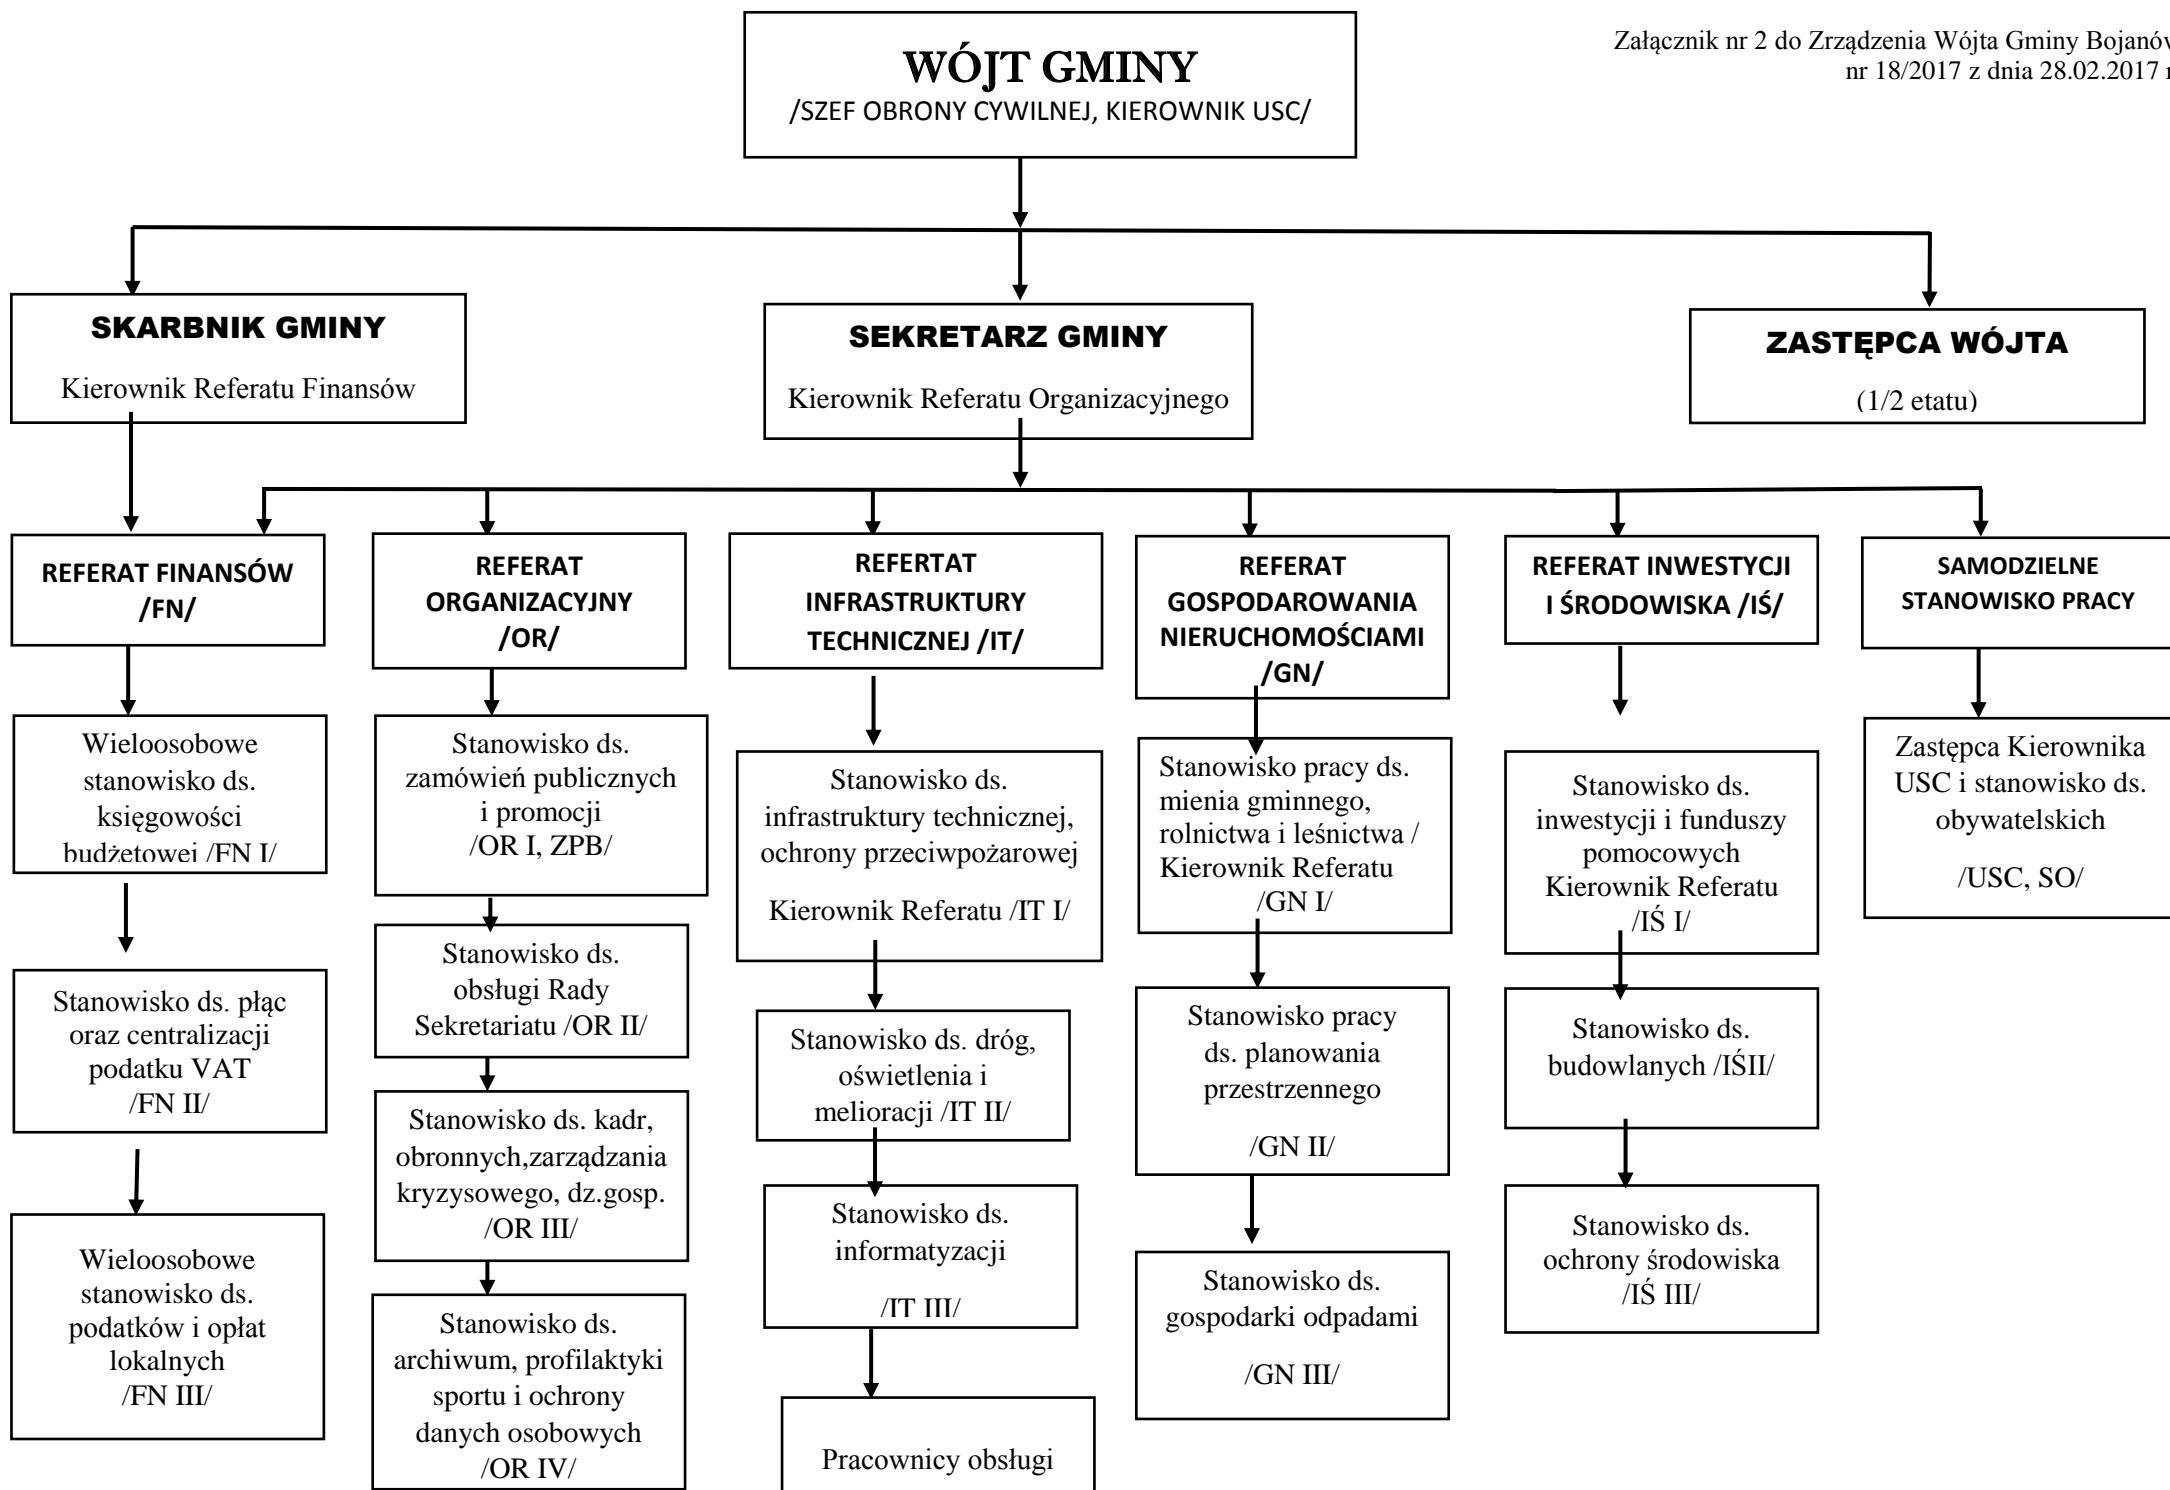 Załącznik nr 2 do Zrządzenia Wójta Gminy Bojanów
nr 18/2017 z dnia 28.02.2017 r
WÓJT GMINY
/SZEF OBRONY CYWILNEJ, KIEROWNIK USC/
SKARBNIK GMINY
Kierownik Referatu Finansów
SEKRETARZ GMINY
Kierownik Referatu Organizacyjnego
ZASTĘPCA WÓJTA
(1/2 etatu)
REFERAT FINANSÓW
/FN/
REFERAT
ORGANIZACYJNY
/OR/
REFERTAT
INFRASTRUKTURY
TECHNICZNEJ /IT/
REFERAT
GOSPODAROWANIA
NIERUCHOMOŚCIAMI
/GN/
REFERAT INWESTYCJI
I ŚRODOWISKA /IŚ/
SAMODZIELNE
STANOWISKO PRACY
Wieloosobowe
stanowisko ds.
księgowości
budżetowej /FN I/
Stanowisko ds. płąc
oraz centralizacji
podatku VAT
/FN II/
Wieloosobowe
stanowisko ds.
podatków i opłat
lokalnych
/FN III/
Stanowisko ds.
zamówień publicznych
i promocji
/OR I, ZPB/
Stanowisko ds.
obsługi Rady
Sekretariatu /OR II/
Stanowisko ds. kadr,
obronnych,zarządzania
kryzysowego, dz.gosp.
/OR III/
Stanowisko ds.
archiwum, profilaktyki
sportu i ochrony
danych osobowych
/OR IV/
Stanowisko ds.
infrastruktury technicznej,
ochrony przeciwpożarowej
Kierownik Referatu /IT I/
Stanowisko ds. dróg,
oświetlenia i
melioracji /IT II/
Stanowisko ds.
informatyzacji
/IT III/
Pracownicy obsługi
Stanowisko pracy ds.
mienia gminnego,
rolnictwa i leśnictwa /
Kierownik Referatu
/GN I/
Stanowisko pracy
ds. planowania
przestrzennego
/GN II/
Stanowisko ds.
gospodarki odpadami
/GN III/
Stanowisko ds.
inwestycji i funduszy
pomocowych
Kierownik Referatu
/IŚ I/
Stanowisko ds.
budowlanych /IŚII/
Stanowisko ds.
ochrony środowiska
/IŚ III/
Zastępca Kierownika
USC i stanowisko ds.
obywatelskich
/USC, SO/